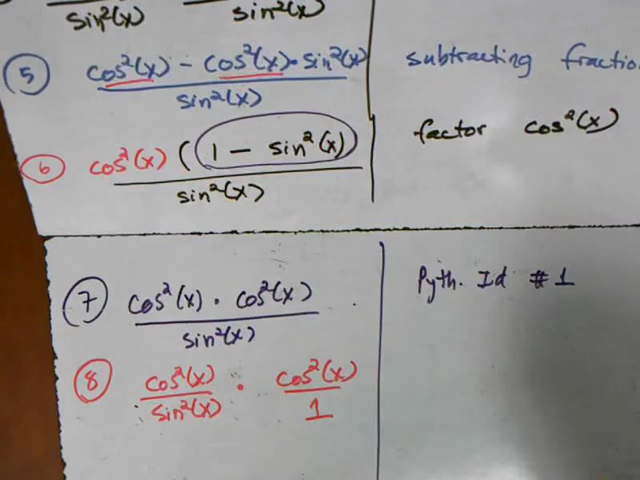 sin²(x) sin²(x)
5 cos²(x) - cos²(x)•sin²(x) subtracting fractio
sin²(x)
6 cos²(x) (1 - sin²(x)) factor cos²(x)
sin²(x)
7 cos²(x) • cos²(x) Pyth. Id #1
sin²(x)
8 cos²(x) • cos²(x)
sin²(x) 1